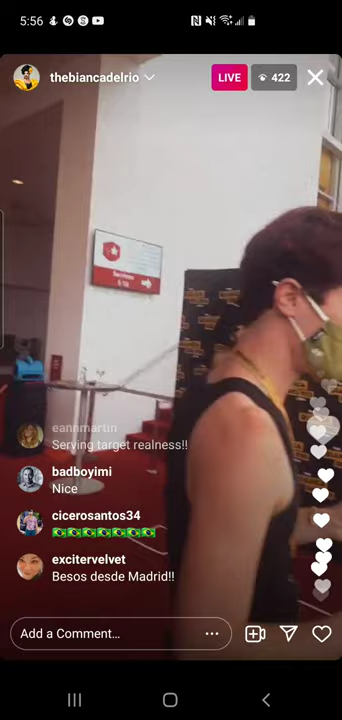 5:56
thebiancadelrio
LIVE
422
eannmartin
Serving target realness!!
badboyimi
Nice
cicerosantos34
excitervelvet
Besos desde Madrid!!
Add a Comment...